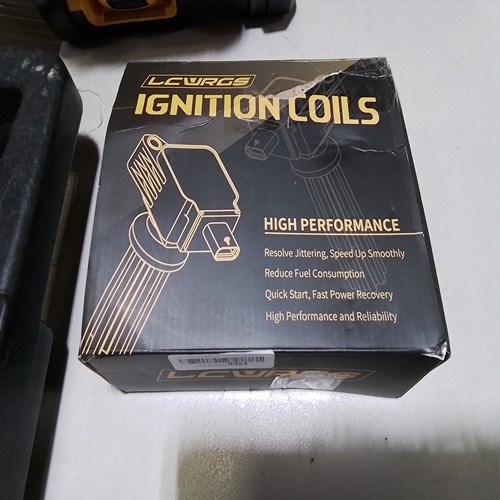 LCWRGS
IGNITION COILS
HIGH PERFORMANCE
Resolve Jittering, Speed Up Smoothly
Reduce Fuel Consumption
Quick Start, Fast Power Recovery
High Performance and Reliability
LCWRGS